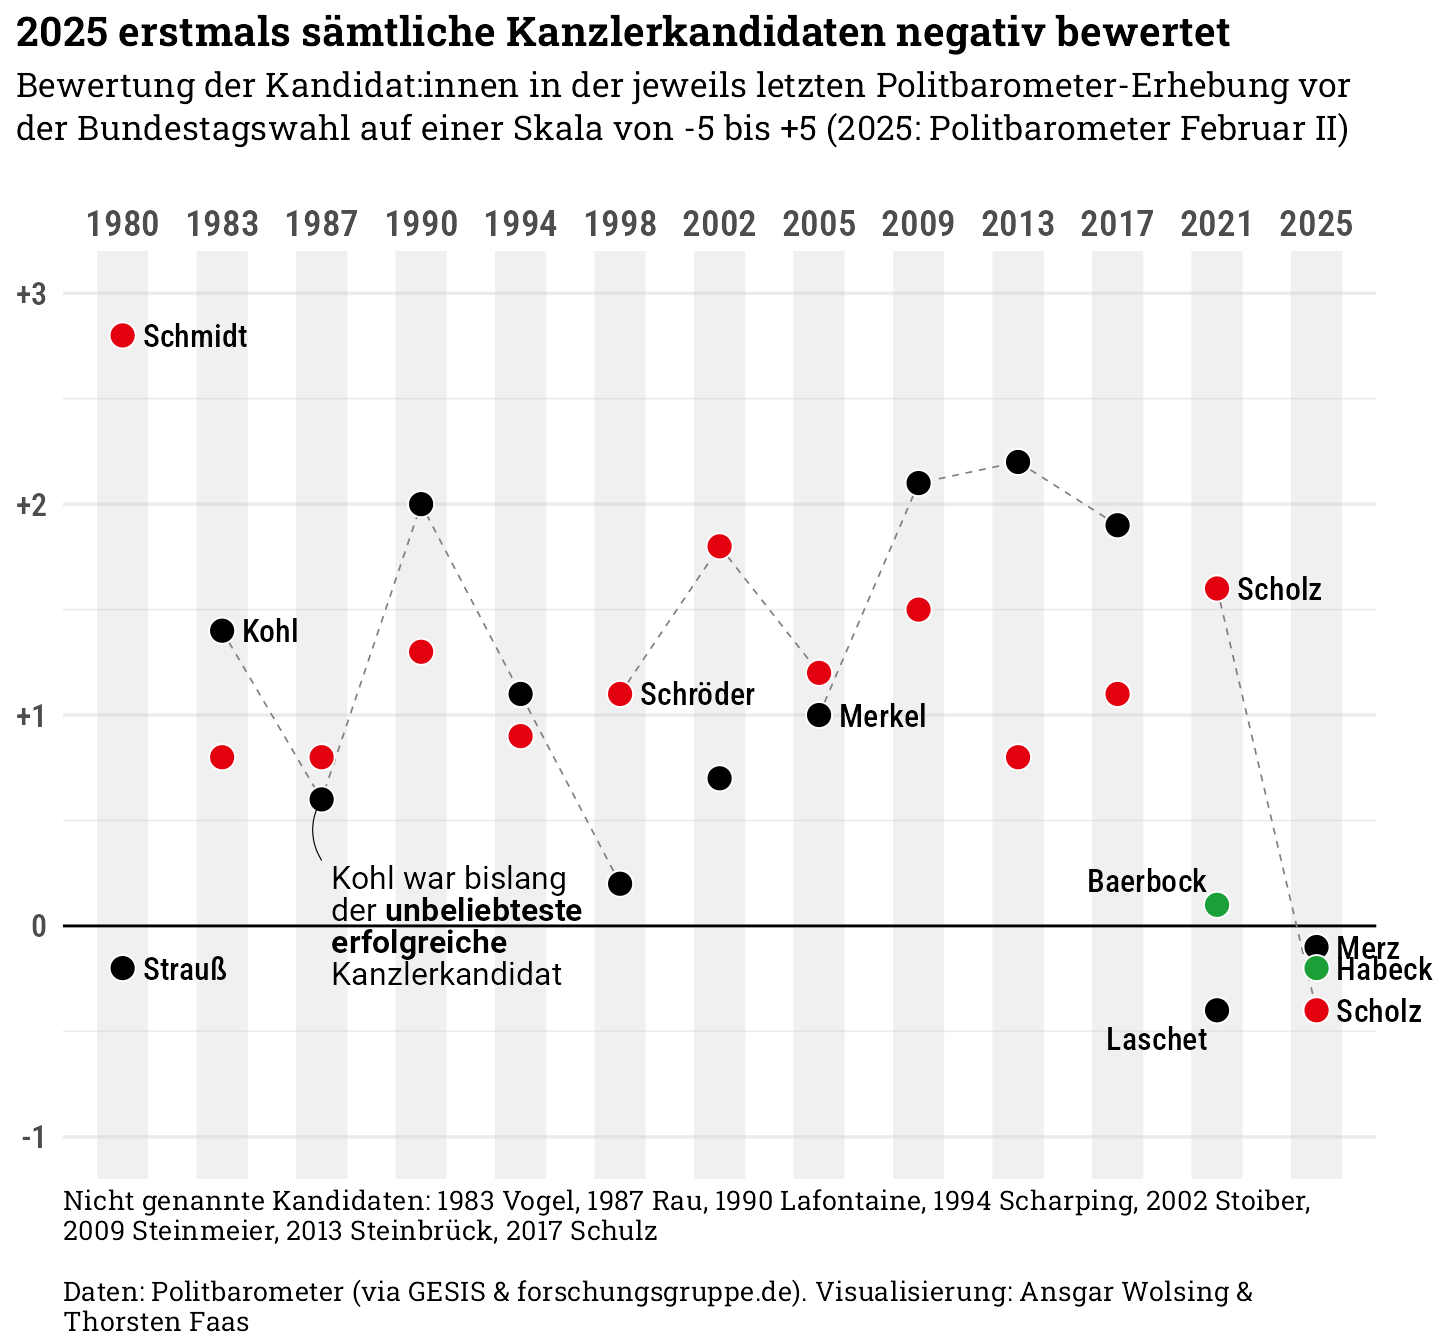 2025 erstmals sämtliche Kanzlerkandidaten negativ bewertet
Bewertung der Kandidat:innen in der jeweils letzten Politbarometer-Erhebung vor
der Bundestagswahl auf einer Skala von -5 bis +5 (2025: Politbarometer Februar II)
1980 1983 1987 1990 1994 1998 2002 2005 2009 2013 2017 2021 2025
+3
Schmidt
+2
Scholz
Kohl
Schröder
+1
Merkel
Baerbock
Kohl war bislang
der unbeliebteste
erfolgreiche
Kanzlerkandidat
0
Merz
Strauß
Habeck
Scholz
Laschet
-1
Nicht genannte Kandidaten: 1983 Vogel, 1987 Rau, 1990 Lafontaine, 1994 Scharping, 2002 Stoiber,
2009 Steinmeier, 2013 Steinbrück, 2017 Schulz
Daten: Politbarometer (via GESIS & forschungsgruppe.de). Visualisierung: Ansgar Wolsing &
Thorsten Faas